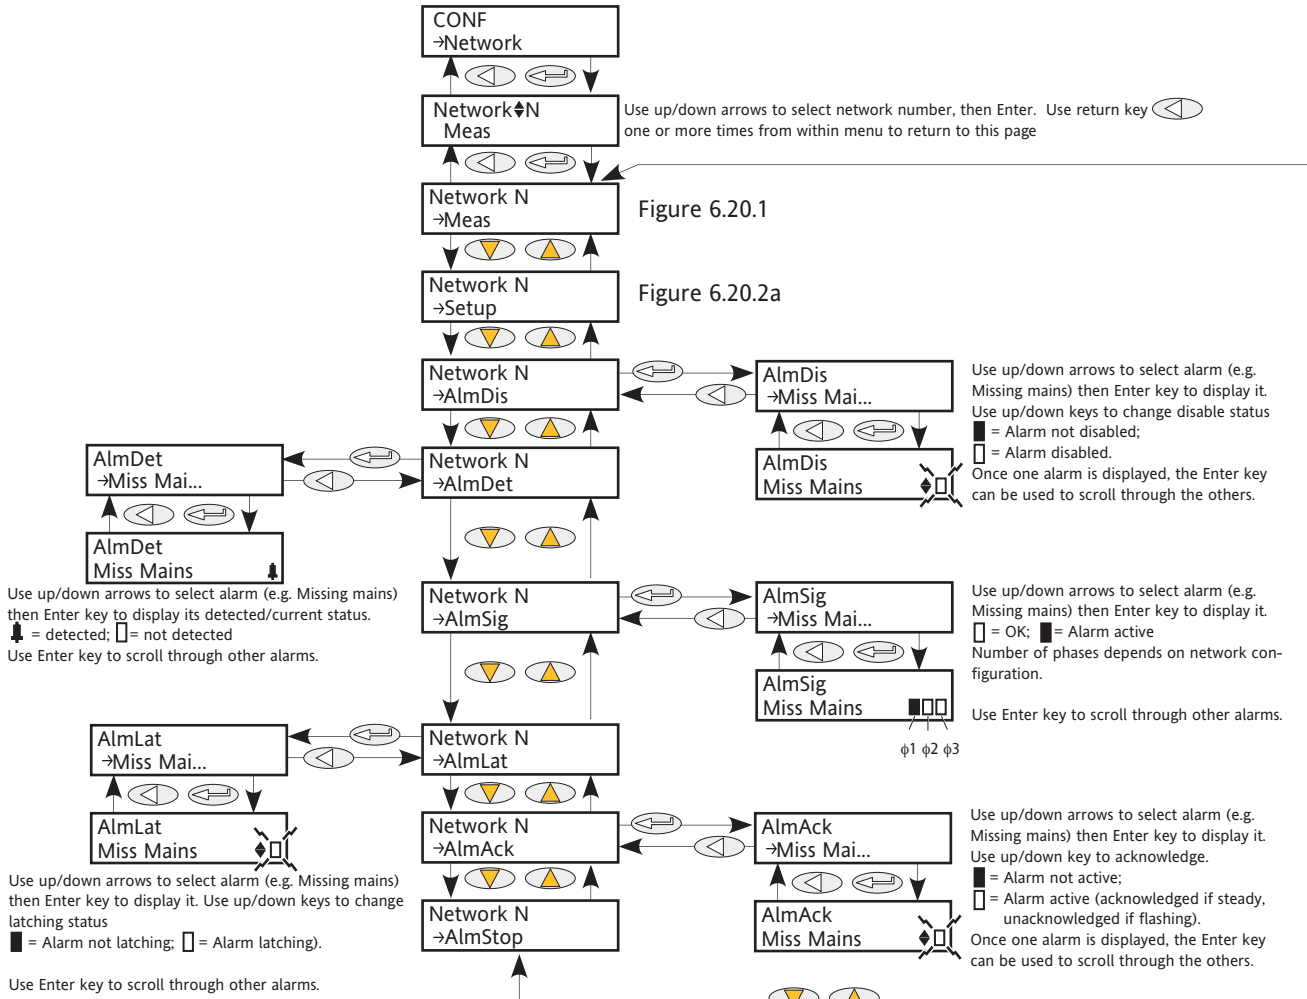 CONF
→Network
Network♦N
Meas
Use up/down arrows to select network number, then Enter. Use return key
one or more times from within menu to return to this page
Network N
→Meas
Figure 6.20.1
Network N
→Setup
Figure 6.20.2a
Network N
→AlmDis
AlmDis
→Miss Mai...
AlmDis
Miss Mains
Use up/down arrows to select alarm (e.g.
Missing mains) then Enter key to display it.
Use up/down keys to change disable status
= Alarm not disabled;
= Alarm disabled.
Once one alarm is displayed, the Enter key
can be used to scroll through the others.
Network N
→AlmDet
AlmDet
→Miss Mai...
AlmDet
Miss Mains
Use up/down arrows to select alarm (e.g. Missing mains)
then Enter key to display its detected/current status.
= detected; = not detected
Use Enter key to scroll through other alarms.
Network N
→AlmSig
AlmSig
→Miss Mai...
AlmSig
Miss Mains
ϕ1 ϕ2 ϕ3
Use up/down arrows to select alarm (e.g.
Missing mains) then Enter key to display it.
= OK; = Alarm active
Number of phases depends on network con-
figuration.
Use Enter key to scroll through other alarms.
Network N
→AlmLat
AlmLat
→Miss Mai...
AlmLat
Miss Mains
Use up/down arrows to select alarm (e.g. Missing mains)
then Enter key to display it. Use up/down keys to change
latching status
= Alarm not latching; = Alarm latching).
Use Enter key to scroll through other alarms.
Network N
→AlmAck
AlmAck
→Miss Mai...
AlmAck
Miss Mains
Use up/down arrows to select alarm (e.g.
Missing mains) then Enter key to display it.
Use up/down key to acknowledge.
= Alarm not active;
= Alarm active (acknowledged if steady,
unacknowledged if flashing).
Once one alarm is displayed, the Enter key
can be used to scroll through the others.
Network N
→AlmStop